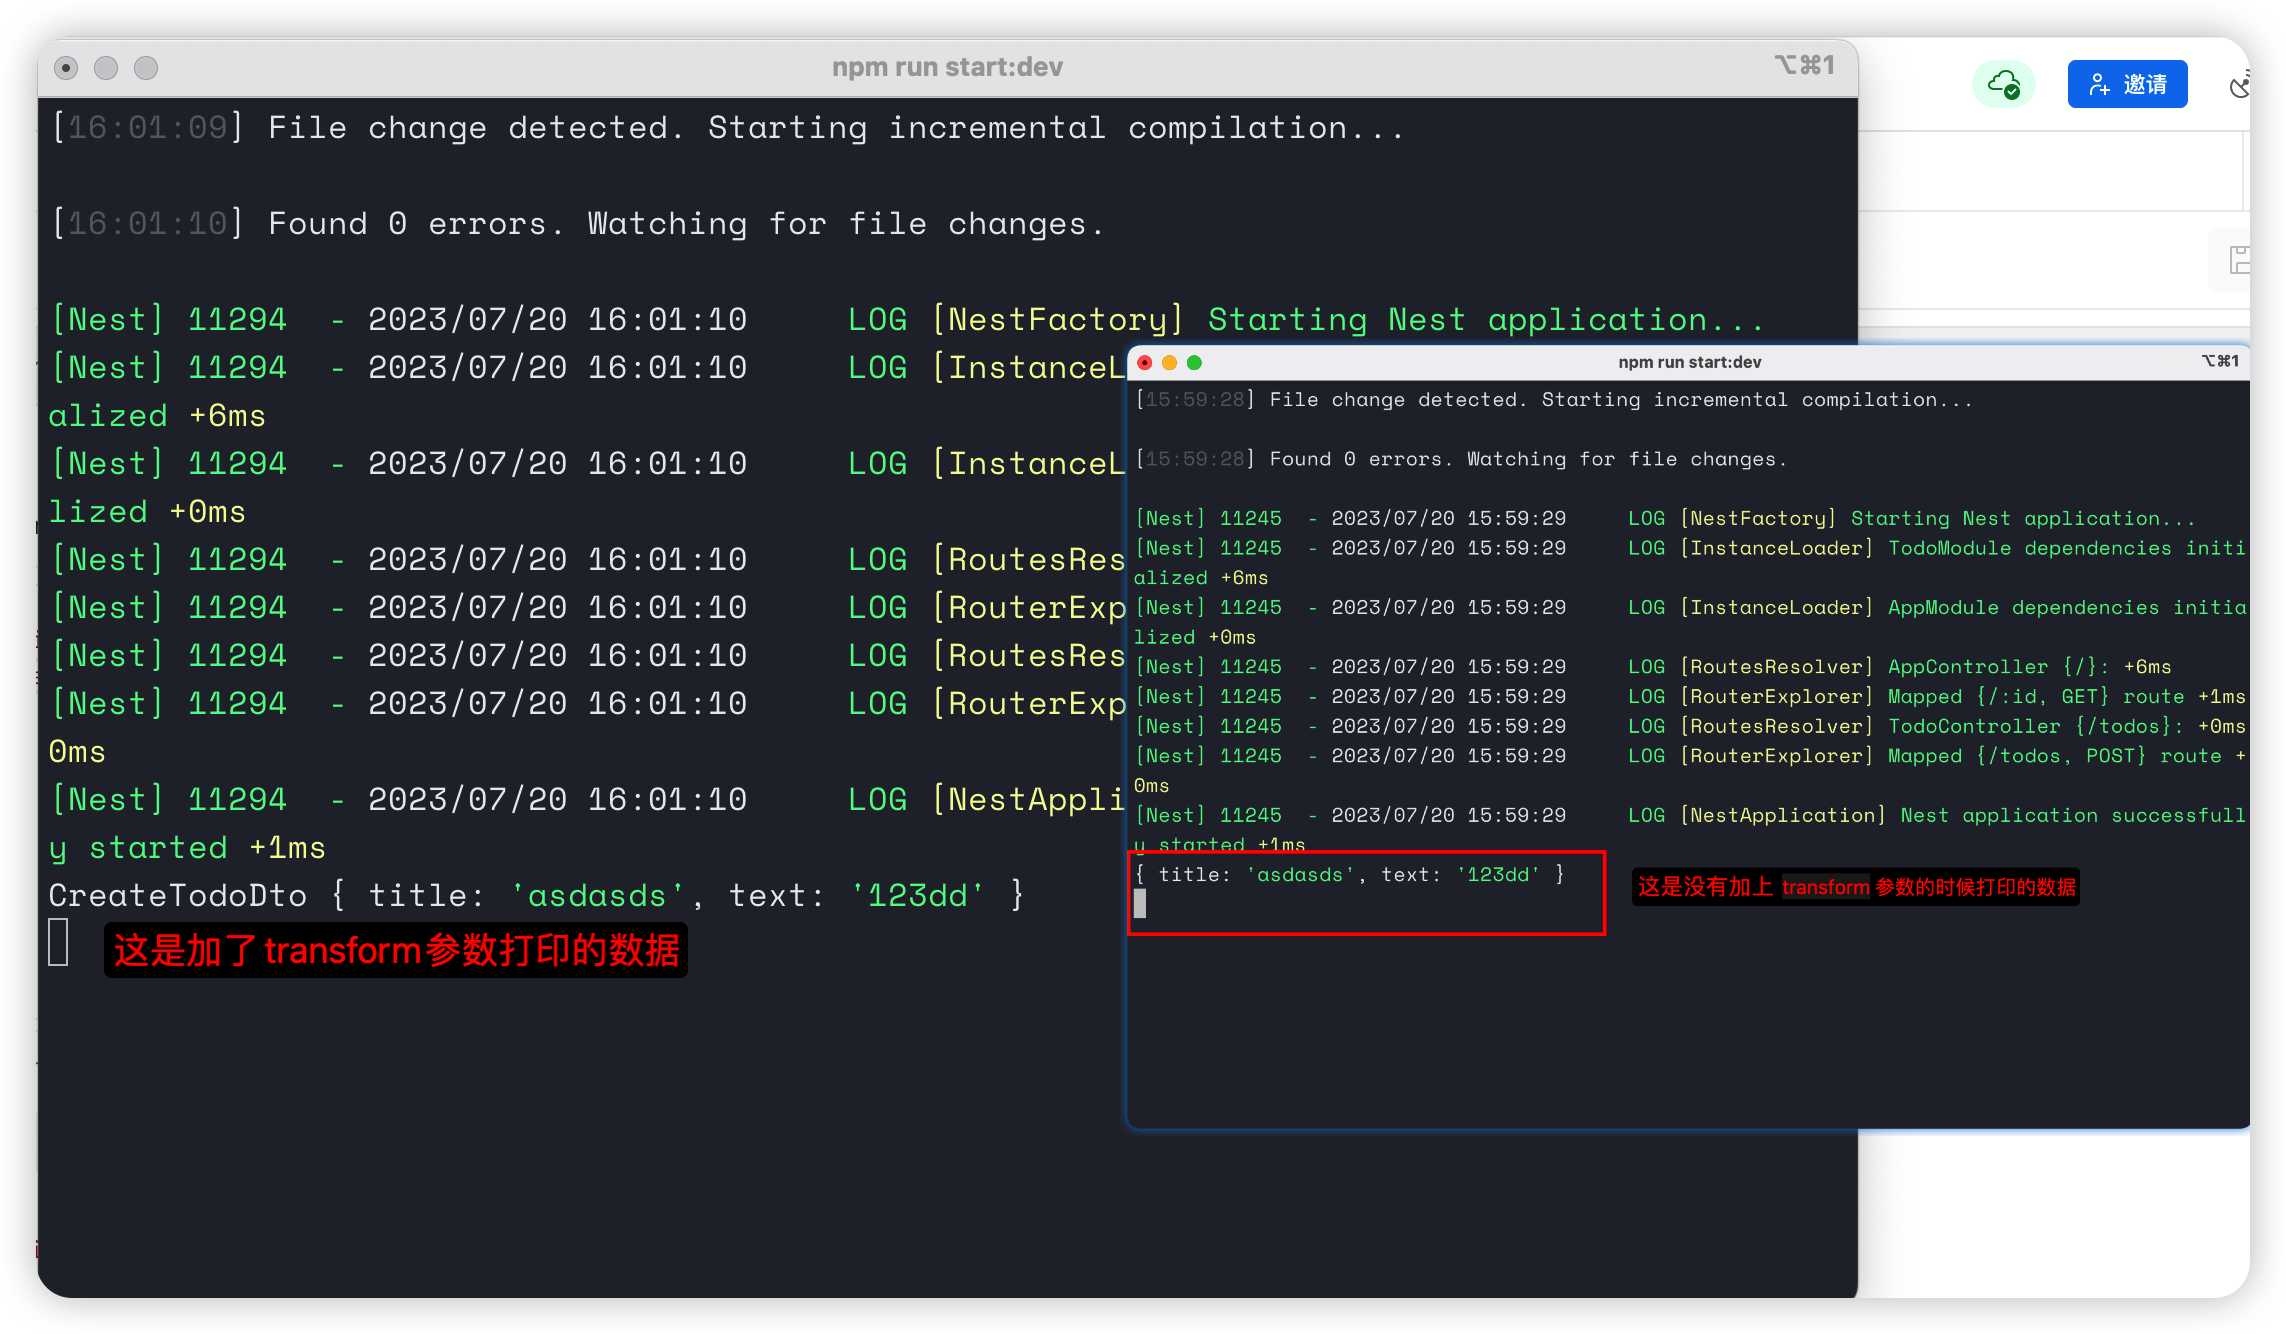 npm run start:dev
⌥⌘1
邀请
[16:01:09] File change detected. Starting incremental compilation...
[16:01:10] Found 0 errors. Watching for file changes.
[Nest] 11294  - 2023/07/20 16:01:10     LOG [NestFactory] Starting Nest application...
[Nest] 11294  - 2023/07/20 16:01:10     LOG [InstanceL
alized +6ms
[Nest] 11294  - 2023/07/20 16:01:10     LOG [InstanceL
lized +0ms
[Nest] 11294  - 2023/07/20 16:01:10     LOG [RoutesRes
[Nest] 11294  - 2023/07/20 16:01:10     LOG [RouterExp
[Nest] 11294  - 2023/07/20 16:01:10     LOG [RoutesRes
[Nest] 11294  - 2023/07/20 16:01:10     LOG [RouterExp
0ms
[Nest] 11294  - 2023/07/20 16:01:10     LOG [NestAppli
y started +1ms
CreateTodoDto { title: 'asdasds', text: '123dd' }
这是加了transform参数打印的数据
npm run start:dev
⌥⌘1
[15:59:28] File change detected. Starting incremental compilation...
[15:59:28] Found 0 errors. Watching for file changes.
[Nest] 11245  - 2023/07/20 15:59:29     LOG [NestFactory] Starting Nest application...
[Nest] 11245  - 2023/07/20 15:59:29     LOG [InstanceLoader] TodoModule dependencies initi
alized +6ms
[Nest] 11245  - 2023/07/20 15:59:29     LOG [InstanceLoader] AppModule dependencies initia
lized +0ms
[Nest] 11245  - 2023/07/20 15:59:29     LOG [RoutesResolver] AppController {/}: +6ms
[Nest] 11245  - 2023/07/20 15:59:29     LOG [RouterExplorer] Mapped {/:id, GET} route +1ms
[Nest] 11245  - 2023/07/20 15:59:29     LOG [RoutesResolver] TodoController {/todos}: +0ms
[Nest] 11245  - 2023/07/20 15:59:29     LOG [RouterExplorer] Mapped {/todos, POST} route +
0ms
[Nest] 11245  - 2023/07/20 15:59:29     LOG [NestApplication] Nest application successfull
y started +1ms
{ title: 'asdasds', text: '123dd' }
这是没有加上 transform 参数的时候打印的数据